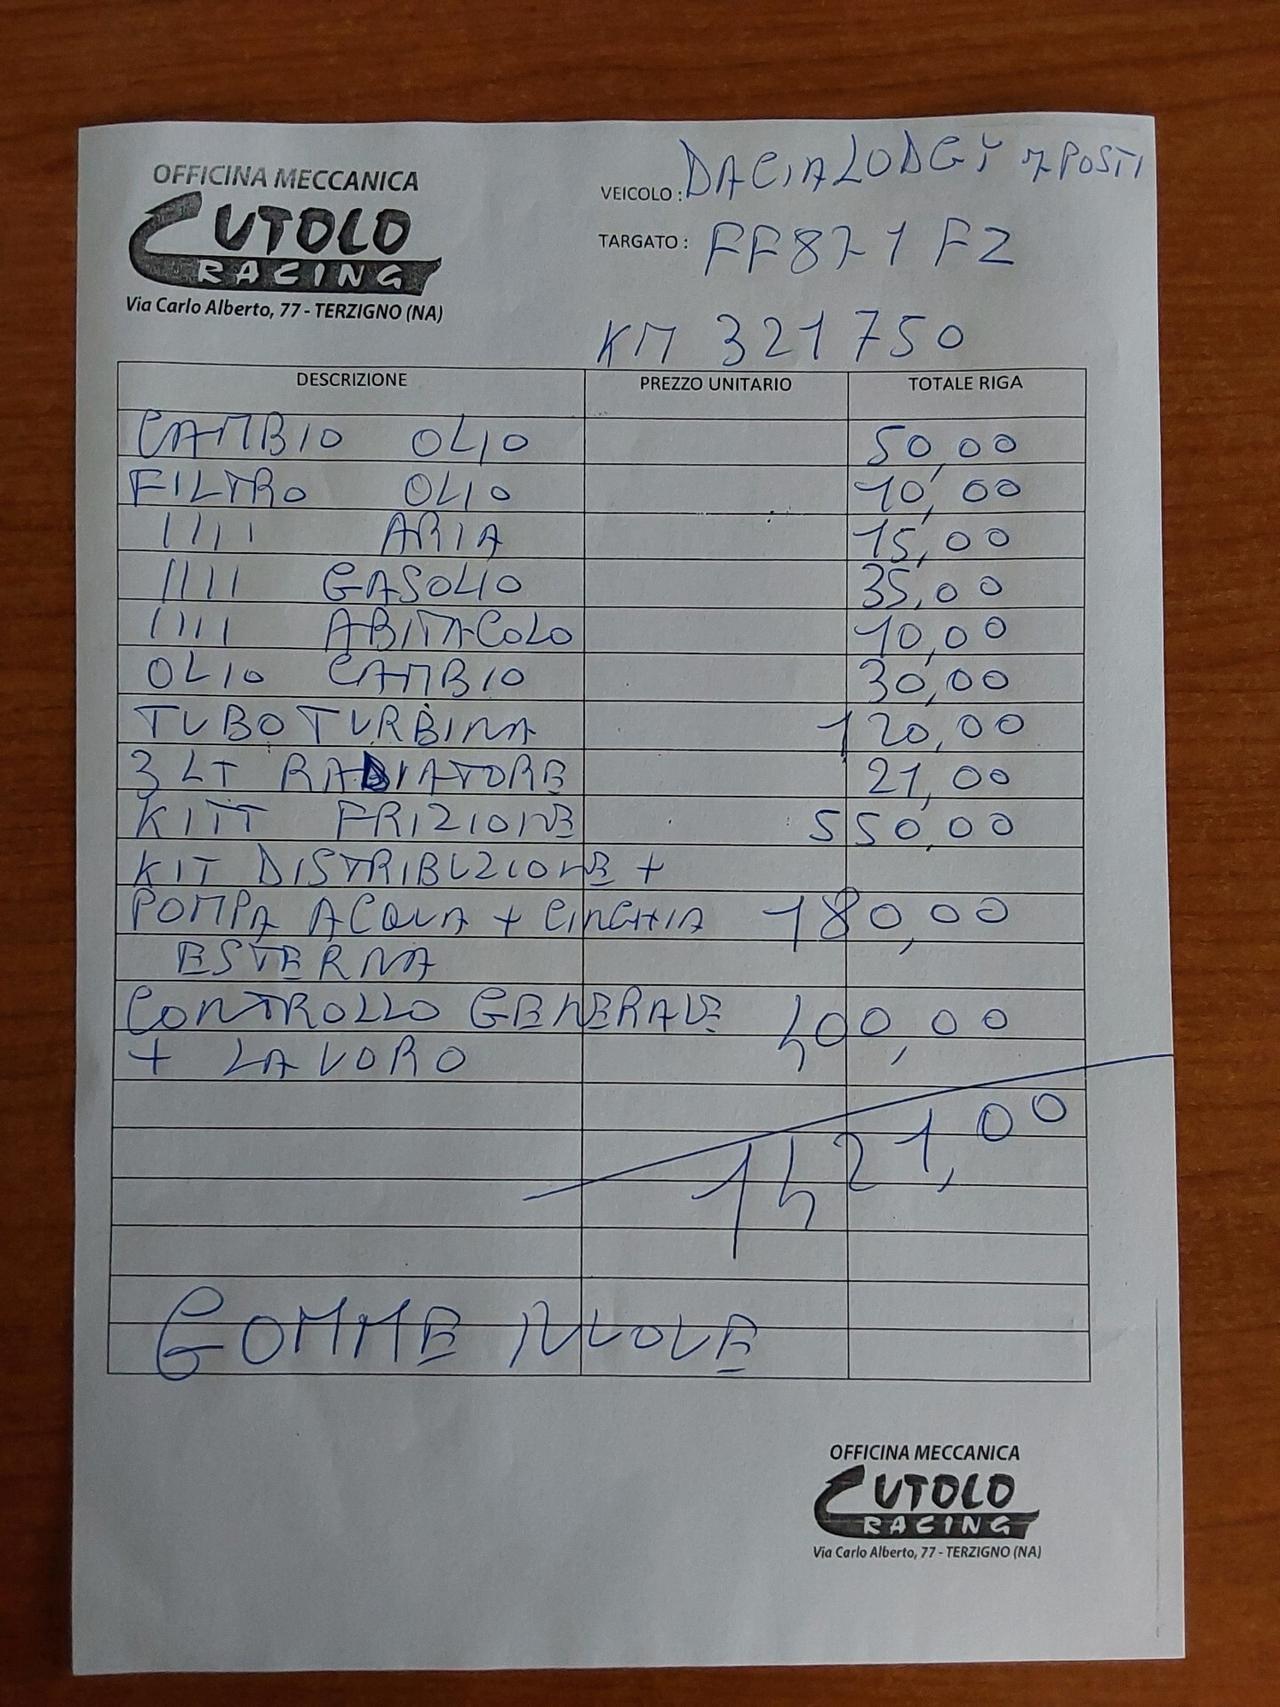 OFFICINA MECCANICA
CUTOLO
RACING
Via Carlo Alberto, 77 - TERZIGNO (NA)
VEICOLO : DACIA LODGY 7 POSTI
TARGATO : FF871FZ
KM 321750
DESCRIZIONE PREZZO UNITARIO TOTALE RIGA
CAMBIO OLIO 50,00
FILTRO OLIO 10,00
//// ARIA 15,00
//// GASOLIO 35,00
//// ABITACOLO 10,00
OLIO CAMBIO 30,00
TUBO TURBINA 120,00
3 LT RADIATORE 21,00
KITT FRIZIONE 550,00
KIT DISTRIBUZIONE +
POMPA ACQUA + CINGHIA 180,00
ESTERNA
CONTROLLO GENERALE 400,00
+ LAVORO
1421,00
GOMME NUOVE
OFFICINA MECCANICA
CUTOLO
RACING
Via Carlo Alberto, 77 - TERZIGNO (NA)